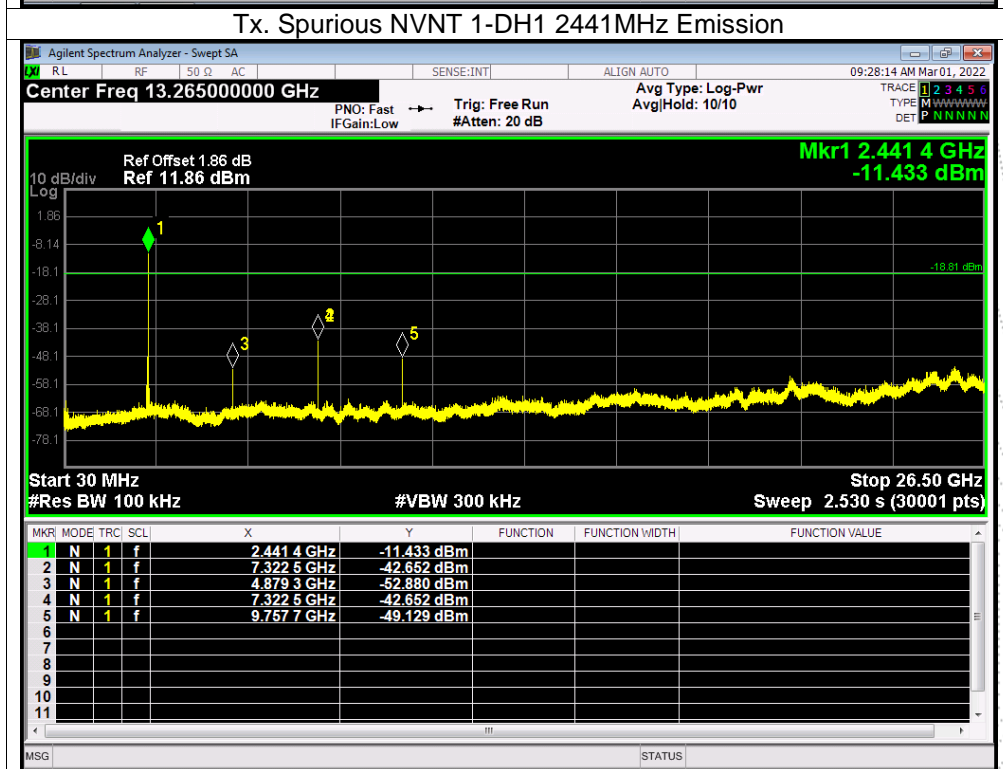 Tx. Spurious NVNT 1-DH1 2441MHz Emission
Agilent Spectrum Analyzer - Swept SA
LXI RL RF 50 Ω AC SENSE:INT ALIGN AUTO 09:28:14 AM Mar 01, 2022
Center Freq 13.265000000 GHz Avg Type: Log-Pwr TRACE 1 2 3 4 5 6
PNO: Fast Trig: Free Run Avg|Hold: 10/10 TYPE M WWWWW
IFGain:Low #Atten: 20 dB DET P N N N N N
Mkr1 2.441 4 GHz
Ref Offset 1.86 dB
10 dB/div Ref 11.86 dBm -11.433 dBm
Log
1.86
1
-8.14
-18.1 -18.81 dBm
-28.1
-38.1
3 5
-48.1
-58.1
-68.1
-78.1
Start 30 MHz Stop 26.50 GHz
#Res BW 100 kHz #VBW 300 kHz Sweep 2.530 s (30001 pts)
MKR MODE TRC SCL X Y FUNCTION FUNCTION WIDTH FUNCTION VALUE
1 N 1 f 2.441 4 GHz -11.433 dBm
2 N 1 f 7.322 5 GHz -42.652 dBm
3 N 1 f 4.879 3 GHz -52.880 dBm
4 N 1 f 7.322 5 GHz -42.652 dBm
5 N 1 f 9.757 7 GHz -49.129 dBm
6
7
8
9
10
11
MSG STATUS